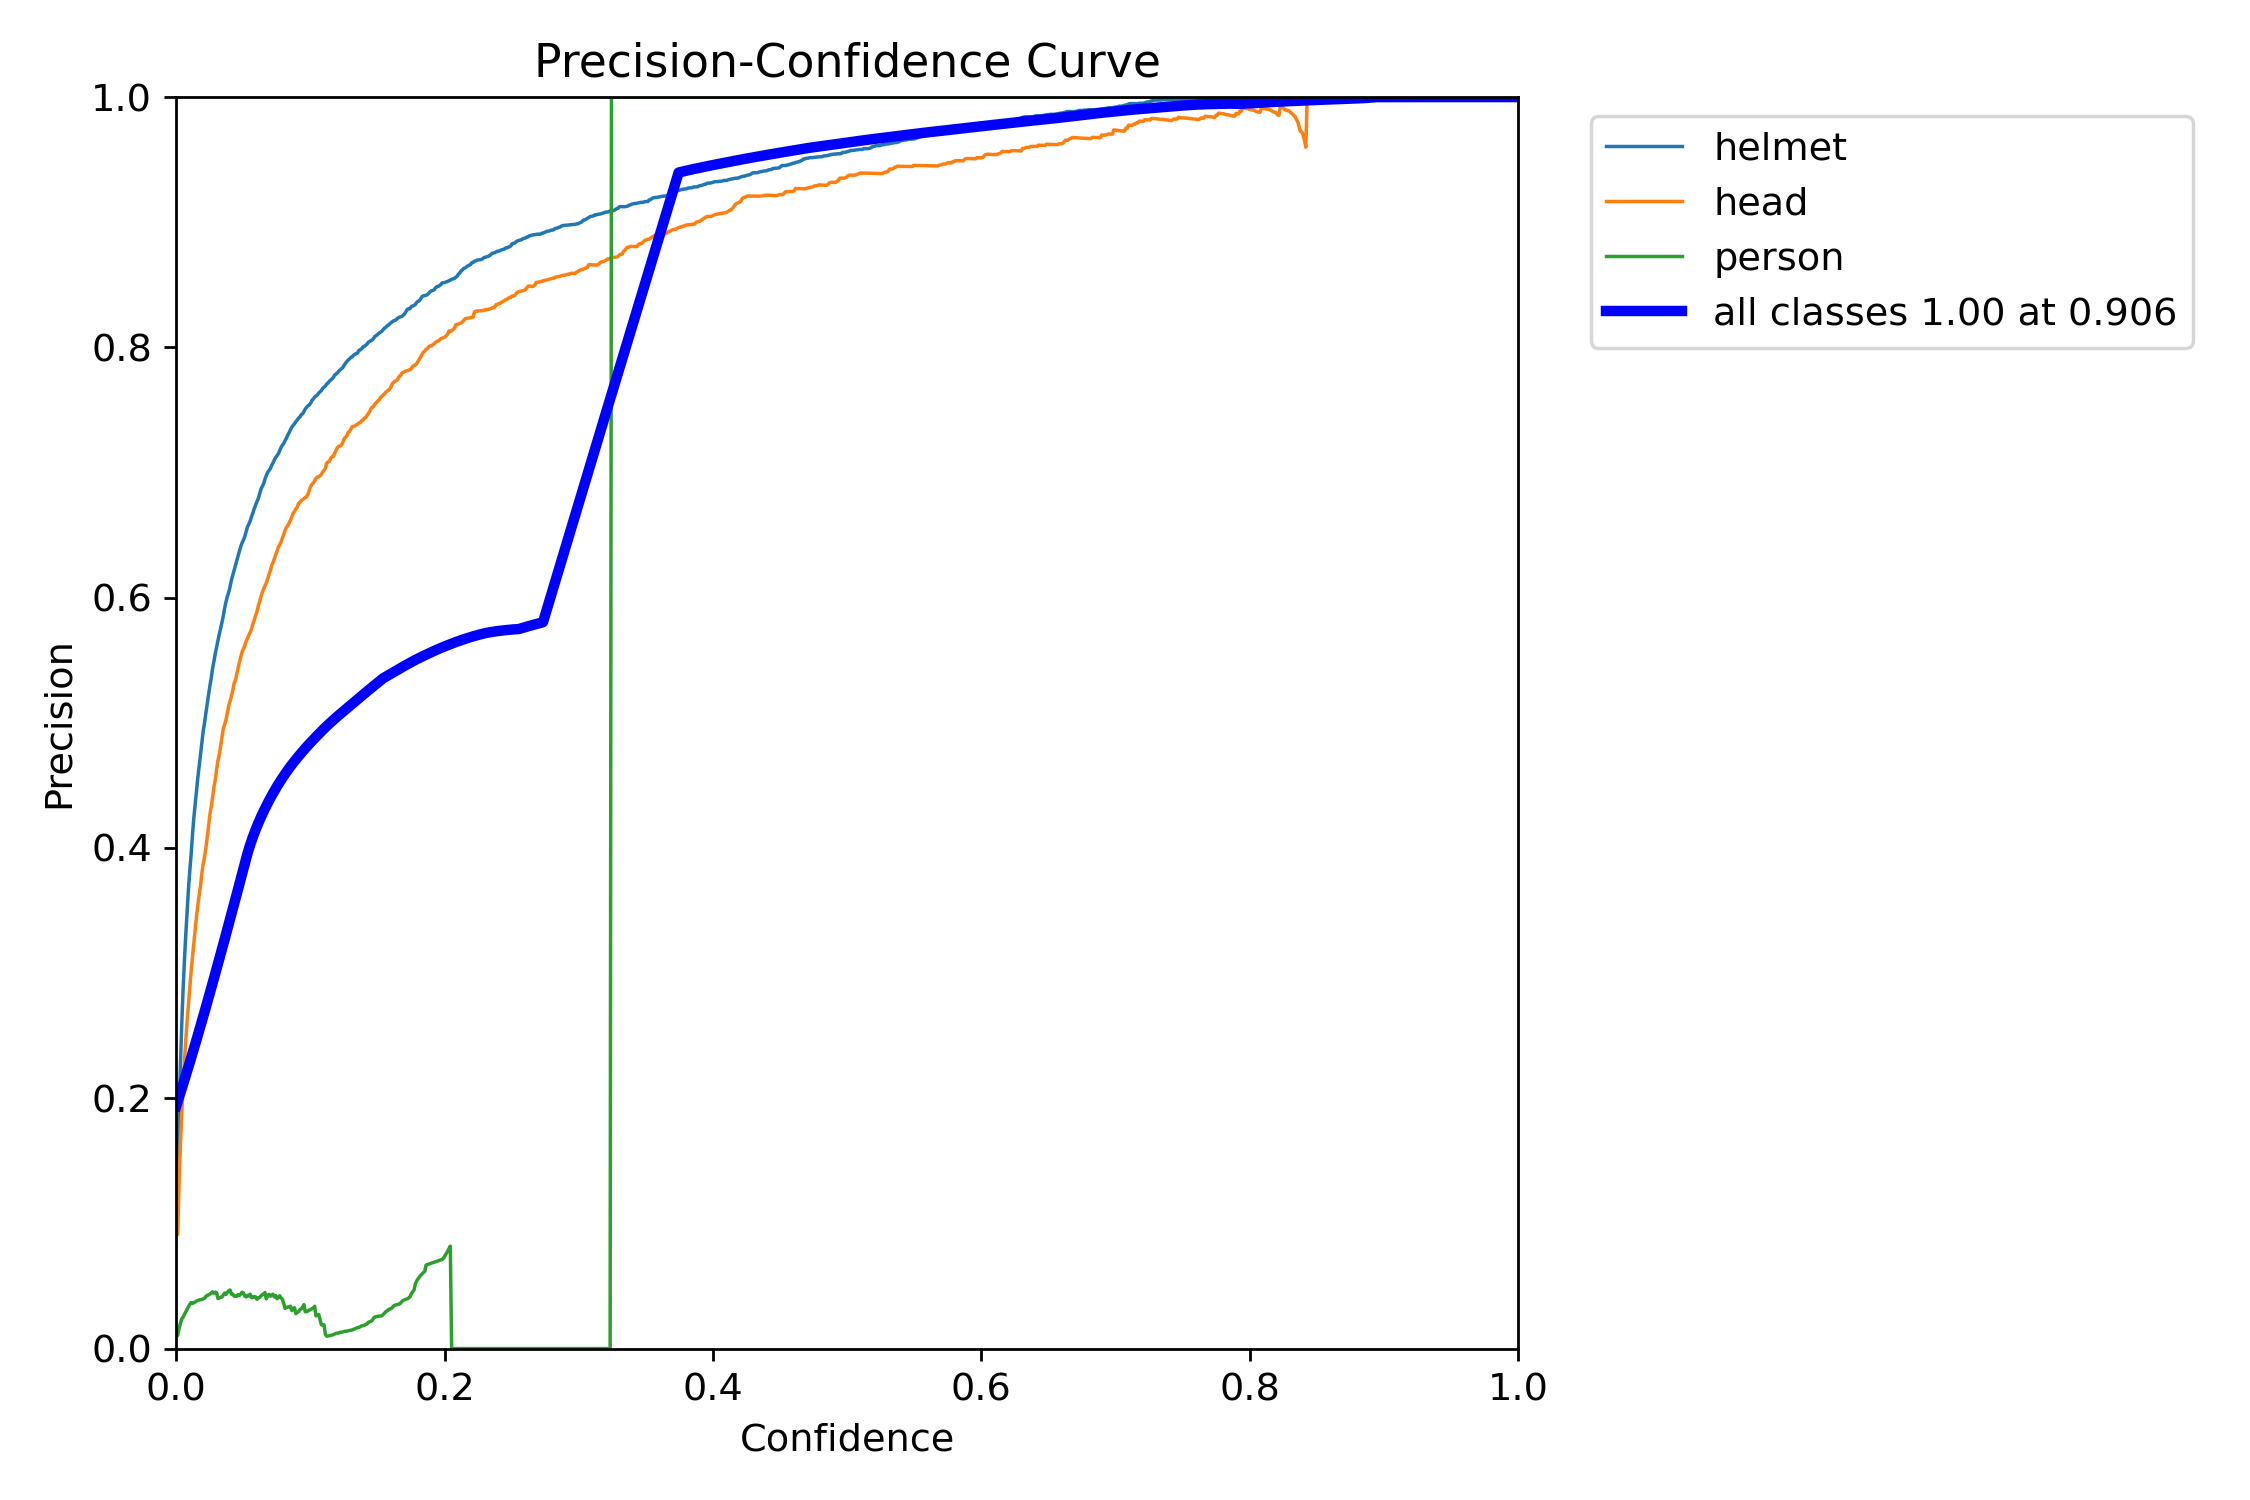 Precision-Confidence Curve
1.0
0.8
0.6
0.4
0.2
0.0
Precision
0.0 0.2 0.4 0.6 0.8 1.0
Confidence
helmet
head
person
all classes 1.00 at 0.906